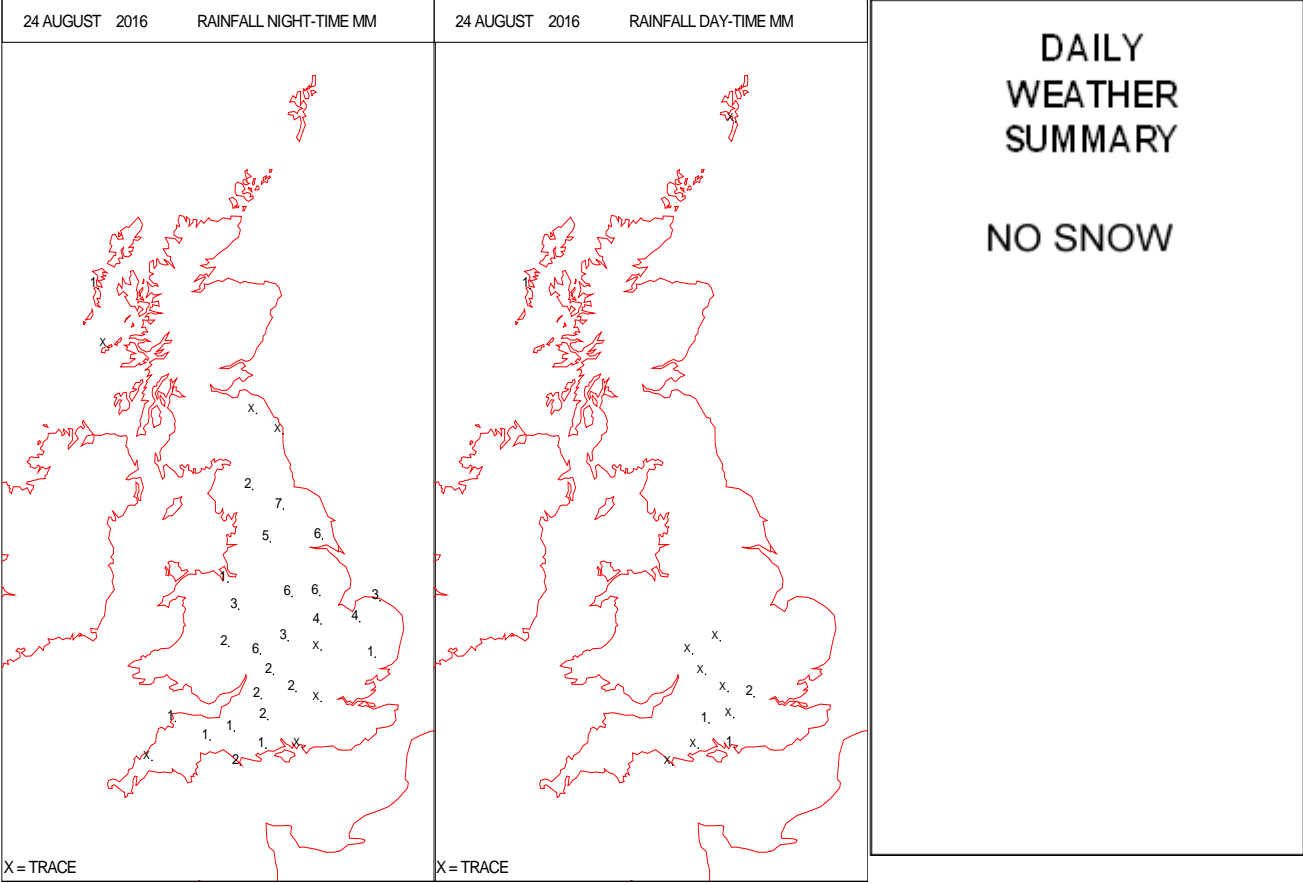 24 AUGUST 2016 RAINFALL NIGHT-TIME MM
1.
X.
X.
X.
2.
7.
5.
6.
1.
6.
6.
3.
3.
4.
4.
2.
3.
6.
X.
1.
2.
2.
2.
X.
1.
2.
1.
1.
1.
X.
X.
2.
X = TRACE
24 AUGUST 2016 RAINFALL DAY-TIME MM
X.
1.
X.
X.
X.
X.
2.
X.
1.
X.
1.
X.
X = TRACE
DAILY
WEATHER
SUMMARY
NO SNOW